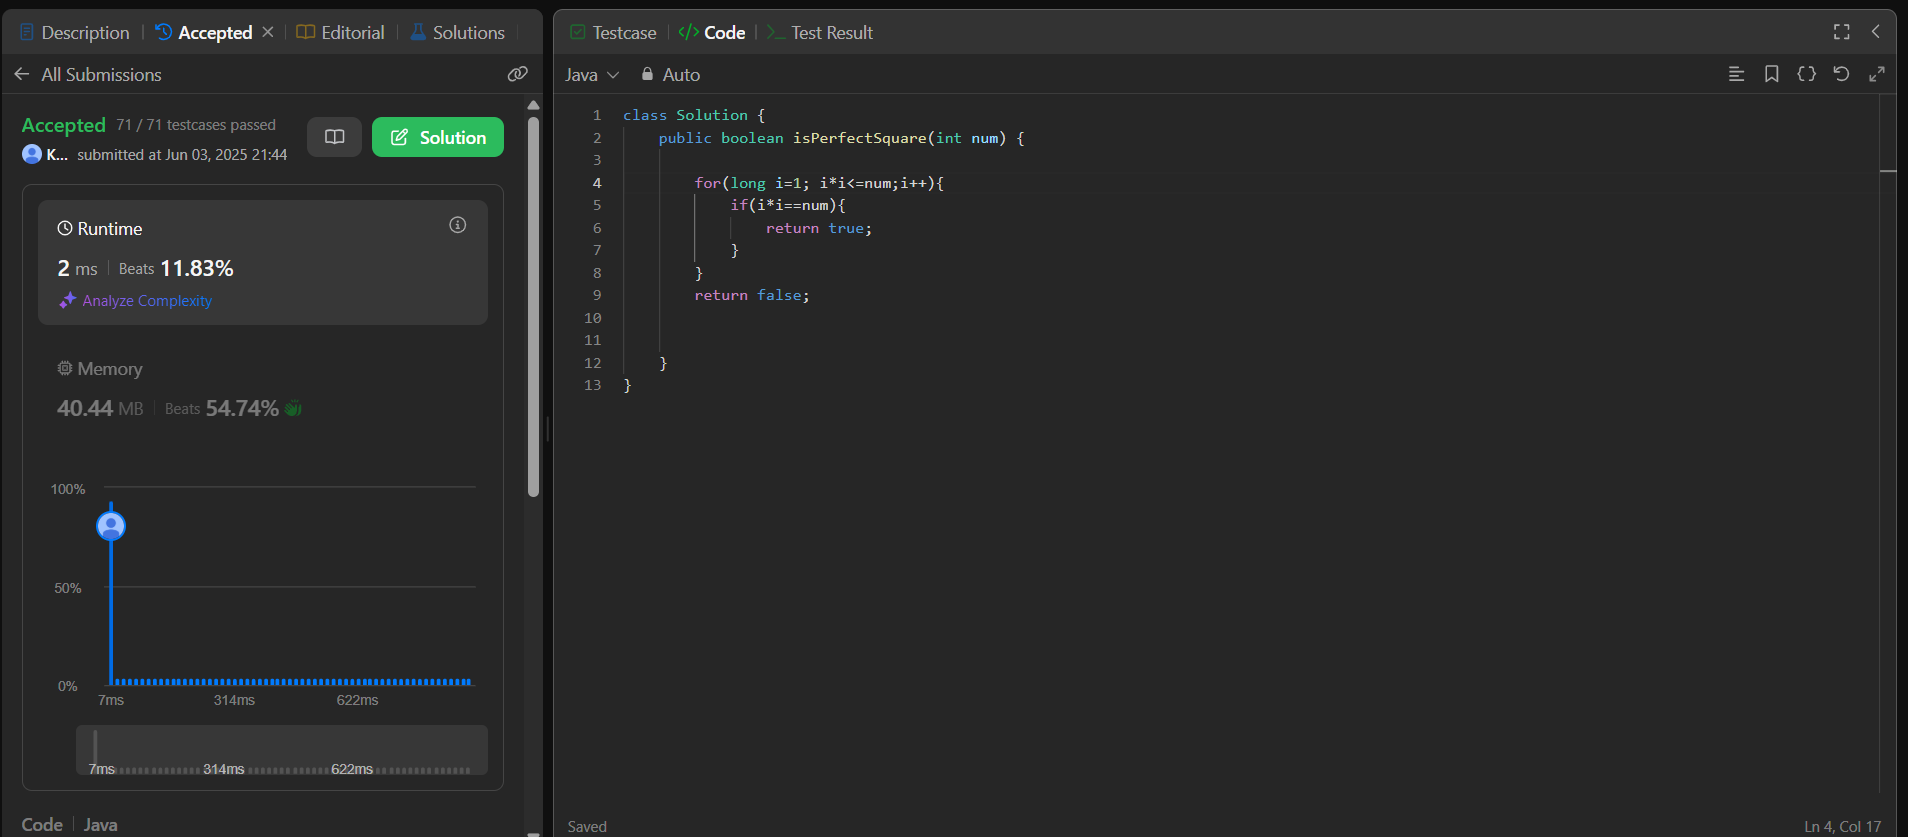 Description | Accepted × | Editorial | Solutions
All Submissions
Accepted 71 / 71 testcases passed
K... submitted at Jun 03, 2025 21:44
Solution
Runtime
2 ms | Beats 11.83%
Analyze Complexity
Memory
40.44 MB | Beats 54.74%
100%
50%
0%
7ms 314ms 622ms
7ms 314ms 622ms
Code | Java
Testcase | </> Code | >_ Test Result
Java Auto
1 class Solution {
2     public boolean isPerfectSquare(int num) {
3
4         for(long i=1; i*i<=num;i++){
5             if(i*i==num){
6                 return true;
7             }
8         }
9         return false;
10
11
12     }
13 }
Saved Ln 4, Col 17